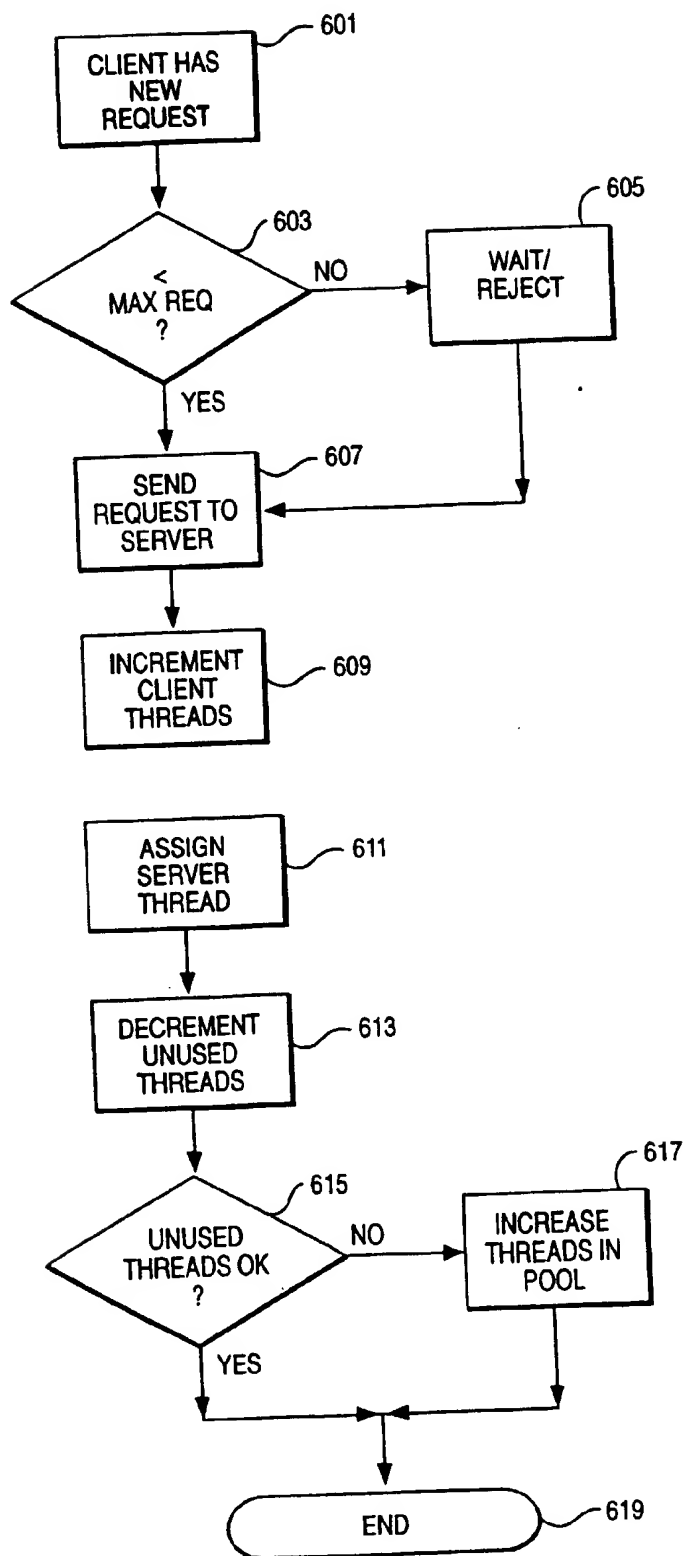 601
CLIENT HAS
NEW
REQUEST
603
605
<
MAX REQ
?
NO
WAIT/
REJECT
YES
607
SEND
REQUEST TO
SERVER
609
INCREMENT
CLIENT
THREADS
611
ASSIGN
SERVER
THREAD
613
DECREMENT
UNUSED
THREADS
615
617
UNUSED
THREADS OK
?
NO
INCREASE
THREADS IN
POOL
YES
END
619